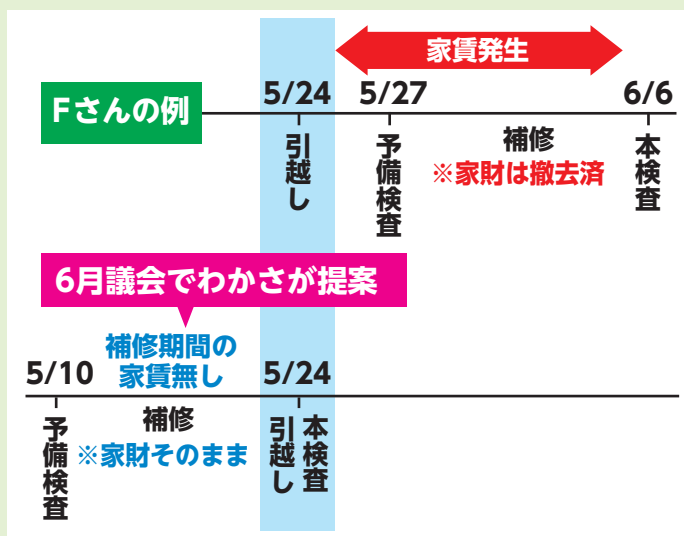 家賃発生
Fさんの例
5/24
5/27
6/6
引越し
予備検査
補修
※家財は撤去済
本検査
6月議会でわかさが提案
補修期間の
家賃無し
5/10
5/24
予備検査
補修
※家財そのまま
本検査
引越し